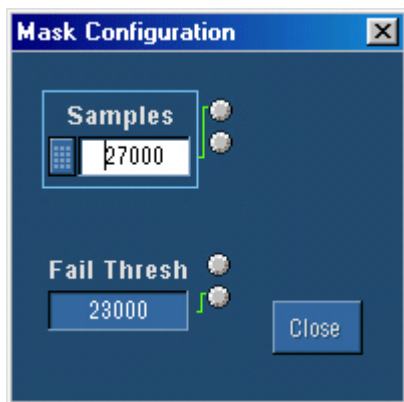 Mask Configuration
Samples
27000
Fail Thresh
23000
Close